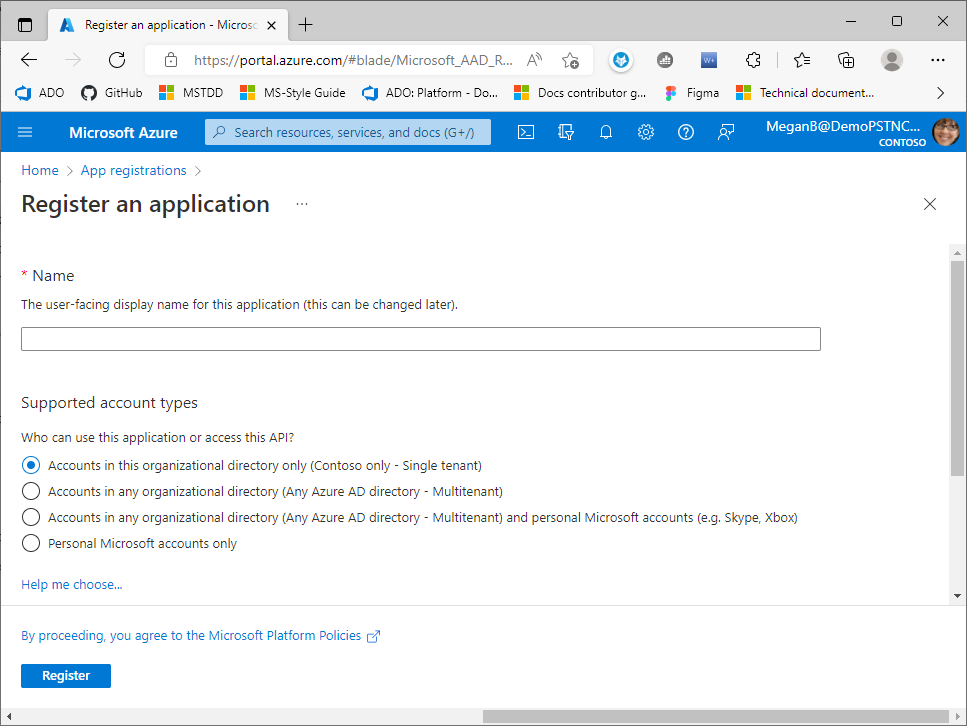 Register an application - Microsc
https://portal.azure.com/#blade/Microsoft_AAD_R...
ADO GitHub MSTDD MS-Style Guide ADO: Platform - Do... Docs contributor g... Figma Technical document...
Microsoft Azure Search resources, services, and docs (G+/) MeganB@DemoPSTNC...
CONTOSO
Home > App registrations >
Register an application ...
* Name
The user-facing display name for this application (this can be changed later).
Supported account types
Who can use this application or access this API?
Accounts in this organizational directory only (Contoso only - Single tenant)
Accounts in any organizational directory (Any Azure AD directory - Multitenant)
Accounts in any organizational directory (Any Azure AD directory - Multitenant) and personal Microsoft accounts (e.g. Skype, Xbox)
Personal Microsoft accounts only
Help me choose...
By proceeding, you agree to the Microsoft Platform Policies
Register